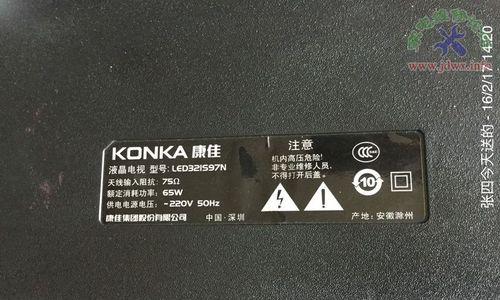 KONKA 康佳
液晶电视 型号: LED32IS97N
天线输入阻抗: 75Ω
额定消耗功率: 65W
供电电源电压: ~220V 50Hz
康佳集团股份有限公司
中国·深圳
注意
机内高压危险!
非专业维修人员,
不得打开后盖。
CCC
10
产地: 安徽滁州
www.jdwx.info
张四今天送的 - 16/2/17 14:20